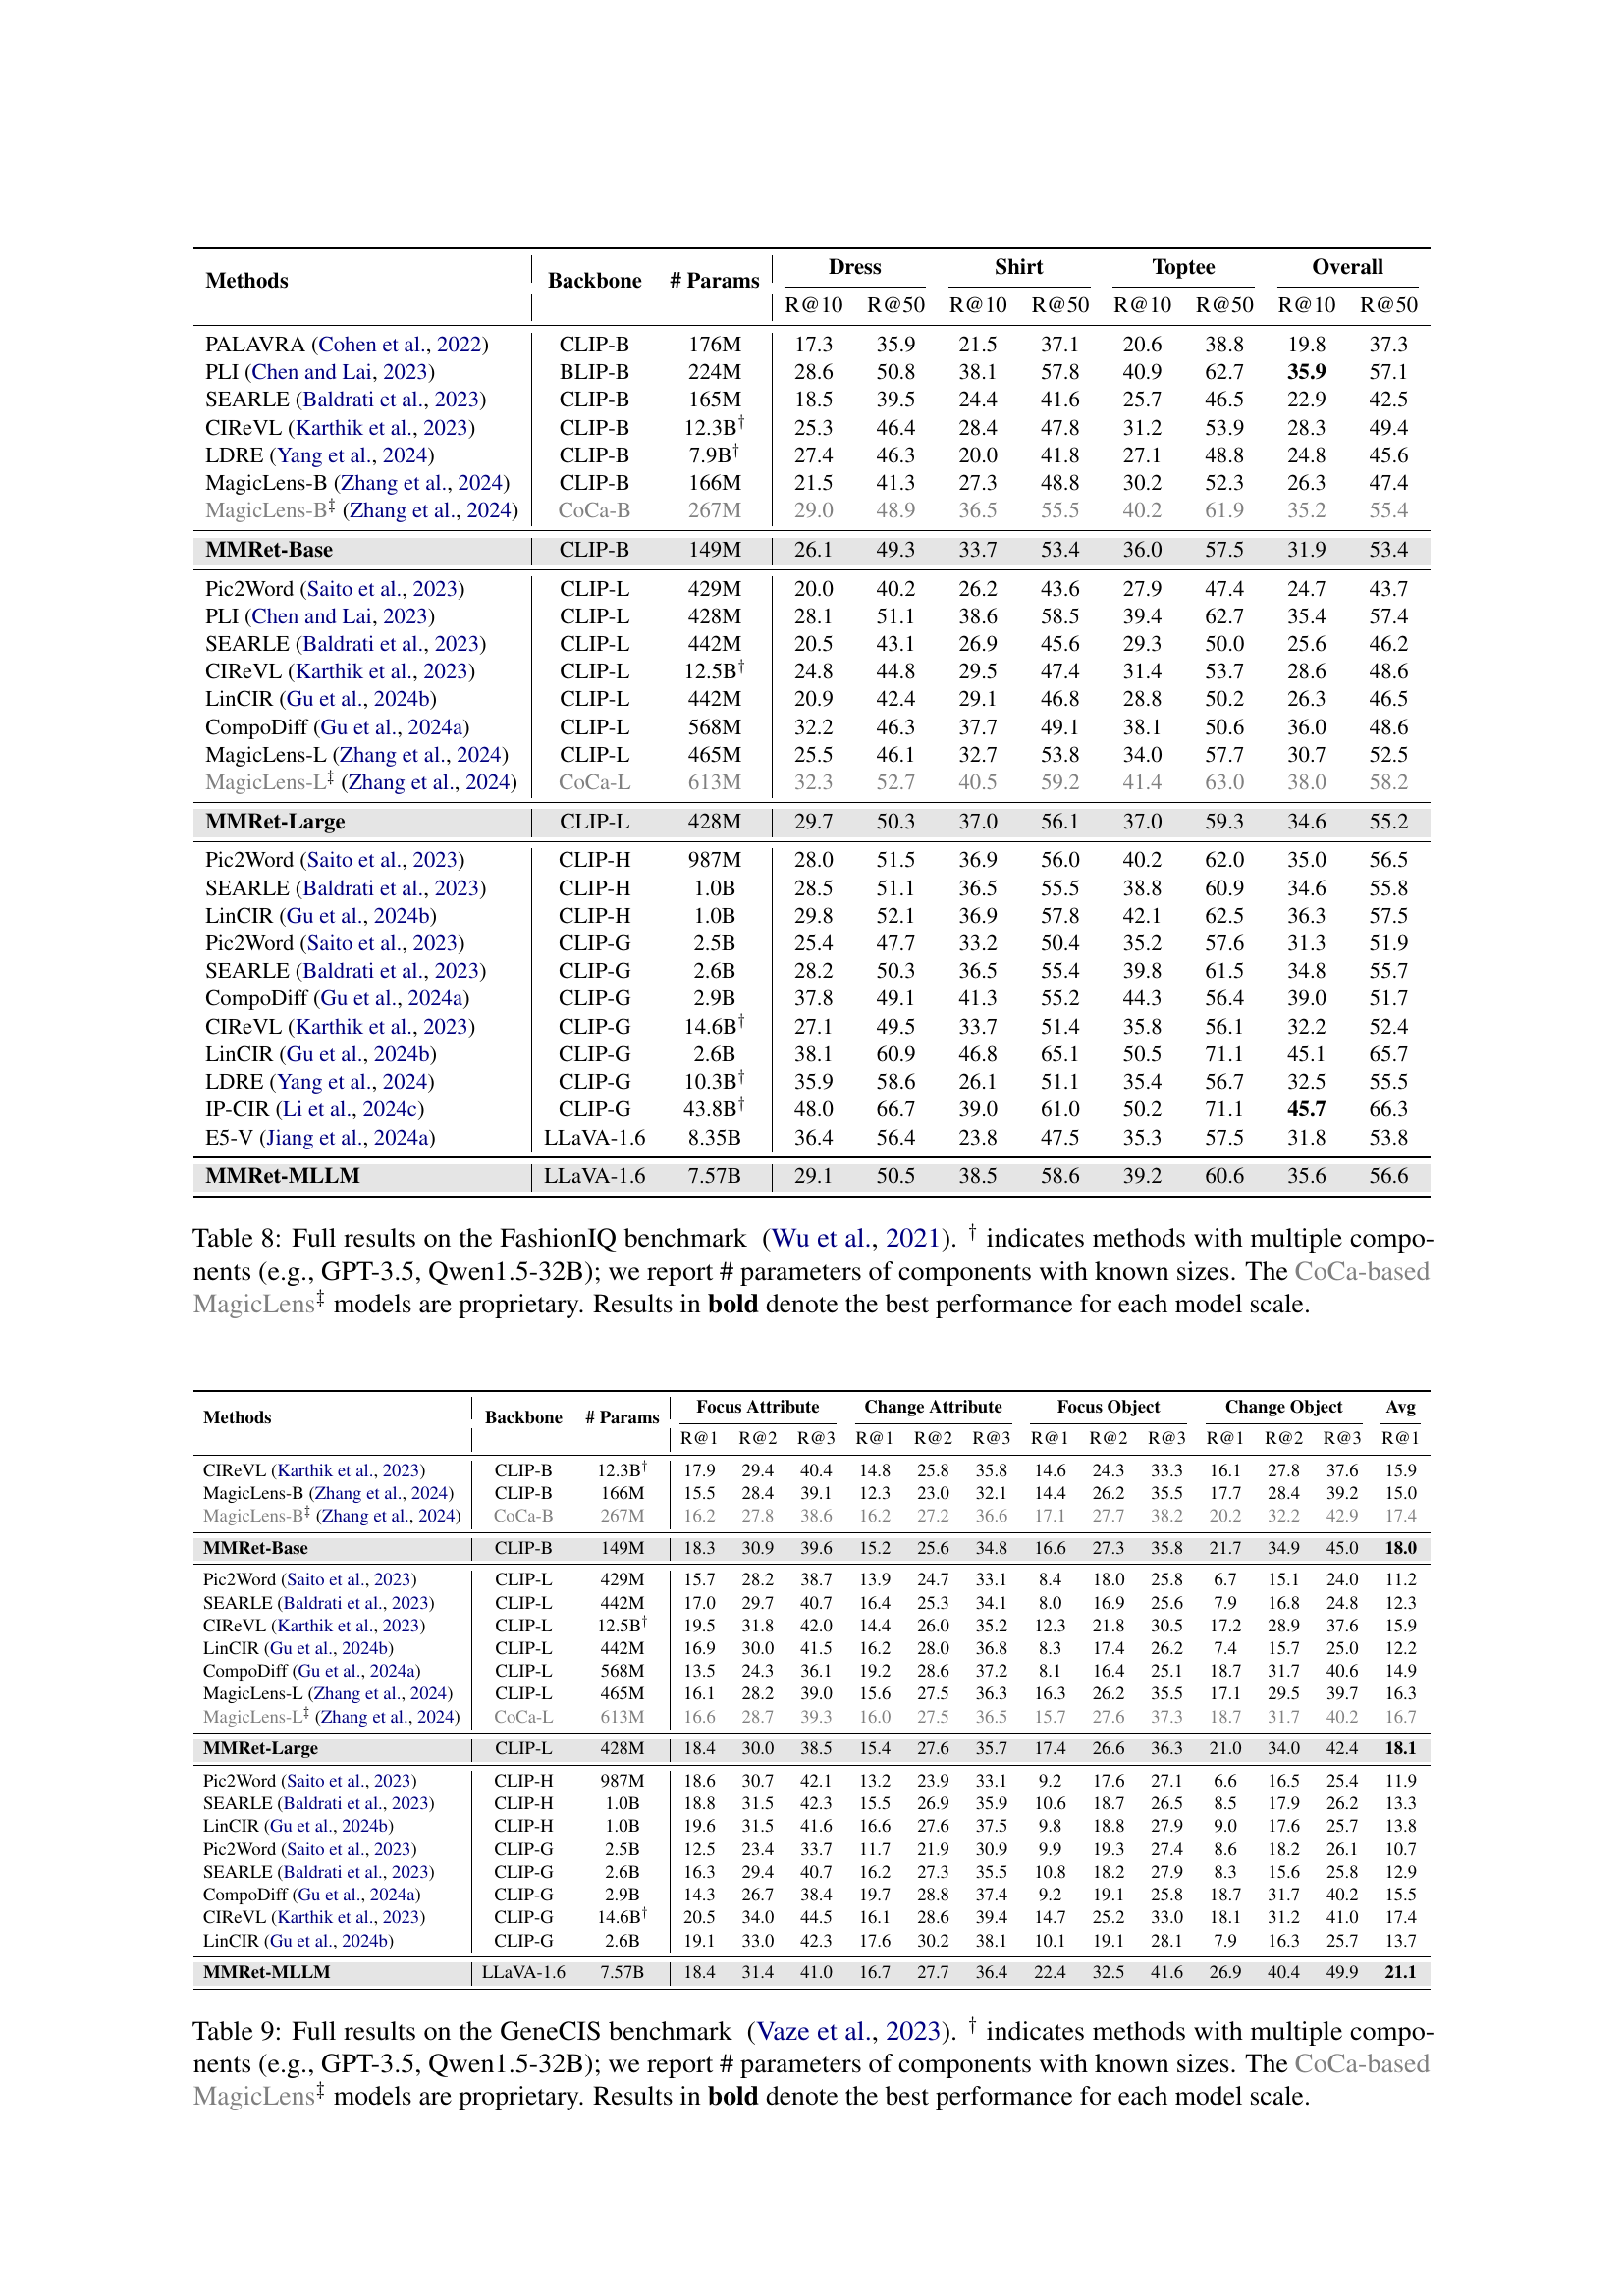 Methods Backbone # Params Dress Shirt Toptee Overall
R@10 R@50 R@10 R@50 R@10 R@50 R@10 R@50
PALAVRA (Cohen et al., 2022) CLIP-B 176M 17.3 35.9 21.5 37.1 20.6 38.8 19.8 37.3
PLI (Chen and Lai, 2023) BLIP-B 224M 28.6 50.8 38.1 57.8 40.9 62.7 35.9 57.1
SEARLE (Baldrati et al., 2023) CLIP-B 165M 18.5 39.5 24.4 41.6 25.7 46.5 22.9 42.5
CIReVL (Karthik et al., 2023) CLIP-B 12.3B† 25.3 46.4 28.4 47.8 31.2 53.9 28.3 49.4
LDRE (Yang et al., 2024) CLIP-B 7.9B† 27.4 46.3 20.0 41.8 27.1 48.8 24.8 45.6
MagicLens-B (Zhang et al., 2024) CLIP-B 166M 21.5 41.3 27.3 48.8 30.2 52.3 26.3 47.4
MagicLens-B‡ (Zhang et al., 2024) CoCa-B 267M 29.0 48.9 36.5 55.5 40.2 61.9 35.2 55.4
MMRet-Base CLIP-B 149M 26.1 49.3 33.7 53.4 36.0 57.5 31.9 53.4
Pic2Word (Saito et al., 2023) CLIP-L 429M 20.0 40.2 26.2 43.6 27.9 47.4 24.7 43.7
PLI (Chen and Lai, 2023) CLIP-L 428M 28.1 51.1 38.6 58.5 39.4 62.7 35.4 57.4
SEARLE (Baldrati et al., 2023) CLIP-L 442M 20.5 43.1 26.9 45.6 29.3 50.0 25.6 46.2
CIReVL (Karthik et al., 2023) CLIP-L 12.5B† 24.8 44.8 29.5 47.4 31.4 53.7 28.6 48.6
LinCIR (Gu et al., 2024b) CLIP-L 442M 20.9 42.4 29.1 46.8 28.8 50.2 26.3 46.5
CompoDiff (Gu et al., 2024a) CLIP-L 568M 32.2 46.3 37.7 49.1 38.1 50.6 36.0 48.6
MagicLens-L (Zhang et al., 2024) CLIP-L 465M 25.5 46.1 32.7 53.8 34.0 57.7 30.7 52.5
MagicLens-L‡ (Zhang et al., 2024) CoCa-L 613M 32.3 52.7 40.5 59.2 41.4 63.0 38.0 58.2
MMRet-Large CLIP-L 428M 29.7 50.3 37.0 56.1 37.0 59.3 34.6 55.2
Pic2Word (Saito et al., 2023) CLIP-H 987M 28.0 51.5 36.9 56.0 40.2 62.0 35.0 56.5
SEARLE (Baldrati et al., 2023) CLIP-H 1.0B 28.5 51.1 36.5 55.5 38.8 60.9 34.6 55.8
LinCIR (Gu et al., 2024b) CLIP-H 1.0B 29.8 52.1 36.9 57.8 42.1 62.5 36.3 57.5
Pic2Word (Saito et al., 2023) CLIP-G 2.5B 25.4 47.7 33.2 50.4 35.2 57.6 31.3 51.9
SEARLE (Baldrati et al., 2023) CLIP-G 2.6B 28.2 50.3 36.5 55.4 39.8 61.5 34.8 55.7
CompoDiff (Gu et al., 2024a) CLIP-G 2.9B 37.8 49.1 41.3 55.2 44.3 56.4 39.0 51.7
CIReVL (Karthik et al., 2023) CLIP-G 14.6B† 27.1 49.5 33.7 51.4 35.8 56.1 32.2 52.4
LinCIR (Gu et al., 2024b) CLIP-G 2.6B 38.1 60.9 46.8 65.1 50.5 71.1 45.1 65.7
LDRE (Yang et al., 2024) CLIP-G 10.3B† 35.9 58.6 26.1 51.1 35.4 56.7 32.5 55.5
IP-CIR (Li et al., 2024c) CLIP-G 43.8B† 48.0 66.7 39.0 61.0 50.2 71.1 45.7 66.3
E5-V (Jiang et al., 2024a) LLaVA-1.6 8.35B 36.4 56.4 23.8 47.5 35.3 57.5 31.8 53.8
MMRet-MLLM LLaVA-1.6 7.57B 29.1 50.5 38.5 58.6 39.2 60.6 35.6 56.6
Table 8: Full results on the FashionIQ benchmark (Wu et al., 2021). † indicates methods with multiple compo-
nents (e.g., GPT-3.5, Qwen1.5-32B); we report # parameters of components with known sizes. The CoCa-based
MagicLens‡ models are proprietary. Results in bold denote the best performance for each model scale.
Methods Backbone # Params Focus Attribute Change Attribute Focus Object Change Object Avg
R@1 R@2 R@3 R@1 R@2 R@3 R@1 R@2 R@3 R@1 R@2 R@3 R@1
CIReVL (Karthik et al., 2023) CLIP-B 12.3B† 17.9 29.4 40.4 14.8 25.8 35.8 14.6 24.3 33.3 16.1 27.8 37.6 15.9
MagicLens-B (Zhang et al., 2024) CLIP-B 166M 15.5 28.4 39.1 12.3 23.0 32.1 14.4 26.2 35.5 17.7 28.4 39.2 15.0
MagicLens-B‡ (Zhang et al., 2024) CoCa-B 267M 16.2 27.8 38.6 16.2 27.2 36.6 17.1 27.7 38.2 20.2 32.2 42.9 17.4
MMRet-Base CLIP-B 149M 18.3 30.9 39.6 15.2 25.6 34.8 16.6 27.3 35.8 21.7 34.9 45.0 18.0
Pic2Word (Saito et al., 2023) CLIP-L 429M 15.7 28.2 38.7 13.9 24.7 33.1 8.4 18.0 25.8 6.7 15.1 24.0 11.2
SEARLE (Baldrati et al., 2023) CLIP-L 442M 17.0 29.7 40.7 16.4 25.3 34.1 8.0 16.9 25.6 7.9 16.8 24.8 12.3
CIReVL (Karthik et al., 2023) CLIP-L 12.5B† 19.5 31.8 42.0 14.4 26.0 35.2 12.3 21.8 30.5 17.2 28.9 37.6 15.9
LinCIR (Gu et al., 2024b) CLIP-L 442M 16.9 30.0 41.5 16.2 28.0 36.8 8.3 17.4 26.2 7.4 15.7 25.0 12.2
CompoDiff (Gu et al., 2024a) CLIP-L 568M 13.5 24.3 36.1 19.2 28.6 37.2 8.1 16.4 25.1 18.7 31.7 40.6 14.9
MagicLens-L (Zhang et al., 2024) CLIP-L 465M 16.1 28.2 39.0 15.6 27.5 36.3 16.3 26.2 35.5 17.1 29.5 39.7 16.3
MagicLens-L‡ (Zhang et al., 2024) CoCa-L 613M 16.6 28.7 39.3 16.0 27.5 36.5 15.7 27.6 37.3 18.7 31.7 40.2 16.7
MMRet-Large CLIP-L 428M 18.4 30.0 38.5 15.4 27.6 35.7 17.4 26.6 36.3 21.0 34.0 42.4 18.1
Pic2Word (Saito et al., 2023) CLIP-H 987M 18.6 30.7 42.1 13.2 23.9 33.1 9.2 17.6 27.1 6.6 16.5 25.4 11.9
SEARLE (Baldrati et al., 2023) CLIP-H 1.0B 18.8 31.5 42.3 15.5 26.9 35.9 10.6 18.7 26.5 8.5 17.9 26.2 13.3
LinCIR (Gu et al., 2024b) CLIP-H 1.0B 19.6 31.5 41.6 16.6 27.6 37.5 9.8 18.8 27.9 9.0 17.6 25.7 13.8
Pic2Word (Saito et al., 2023) CLIP-G 2.5B 12.5 23.4 33.7 11.7 21.9 30.9 9.9 19.3 27.4 8.6 18.2 26.1 10.7
SEARLE (Baldrati et al., 2023) CLIP-G 2.6B 16.3 29.4 40.7 16.2 27.3 35.5 10.8 18.2 27.9 8.3 15.6 25.8 12.9
CompoDiff (Gu et al., 2024a) CLIP-G 2.9B 14.3 26.7 38.4 19.7 28.8 37.4 9.2 19.1 25.8 18.7 31.7 40.2 15.5
CIReVL (Karthik et al., 2023) CLIP-G 14.6B† 20.5 34.0 44.5 16.1 28.6 39.4 14.7 25.2 33.0 18.1 31.2 41.0 17.4
LinCIR (Gu et al., 2024b) CLIP-G 2.6B 19.1 33.0 42.3 17.6 30.2 38.1 10.1 19.1 28.1 7.9 16.3 25.7 13.7
MMRet-MLLM LLaVA-1.6 7.57B 18.4 31.4 41.0 16.7 27.7 36.4 22.4 32.5 41.6 26.9 40.4 49.9 21.1
Table 9: Full results on the GeneCIS benchmark (Vaze et al., 2023). † indicates methods with multiple compo-
nents (e.g., GPT-3.5, Qwen1.5-32B); we report # parameters of components with known sizes. The CoCa-based
MagicLens‡ models are proprietary. Results in bold denote the best performance for each model scale.